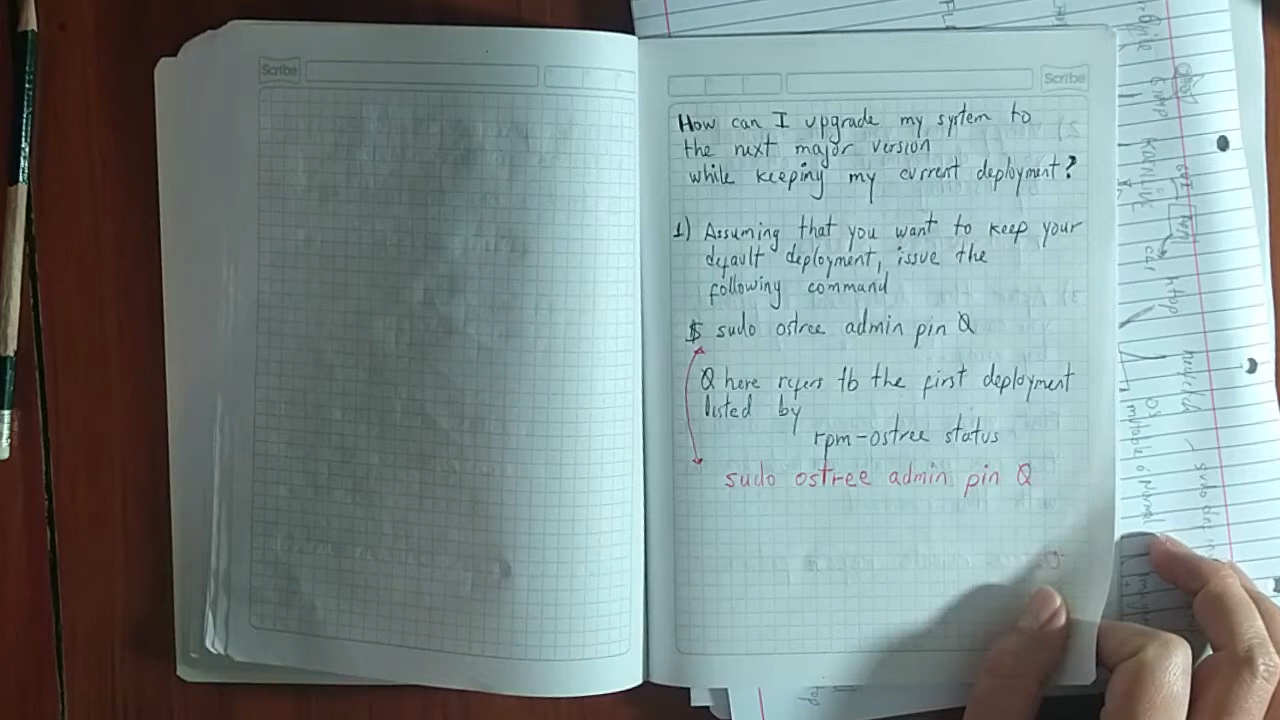 Scribe
Scribe
How can I upgrade my system to
the next major version
while keeping my current deployment?
1) Assuming that you want to keep your
default deployment, issue the
following command
$ sudo ostree admin pin 0
0 here refers to the first deployment
listed by
rpm-ostree status
sudo ostree admin pin 0